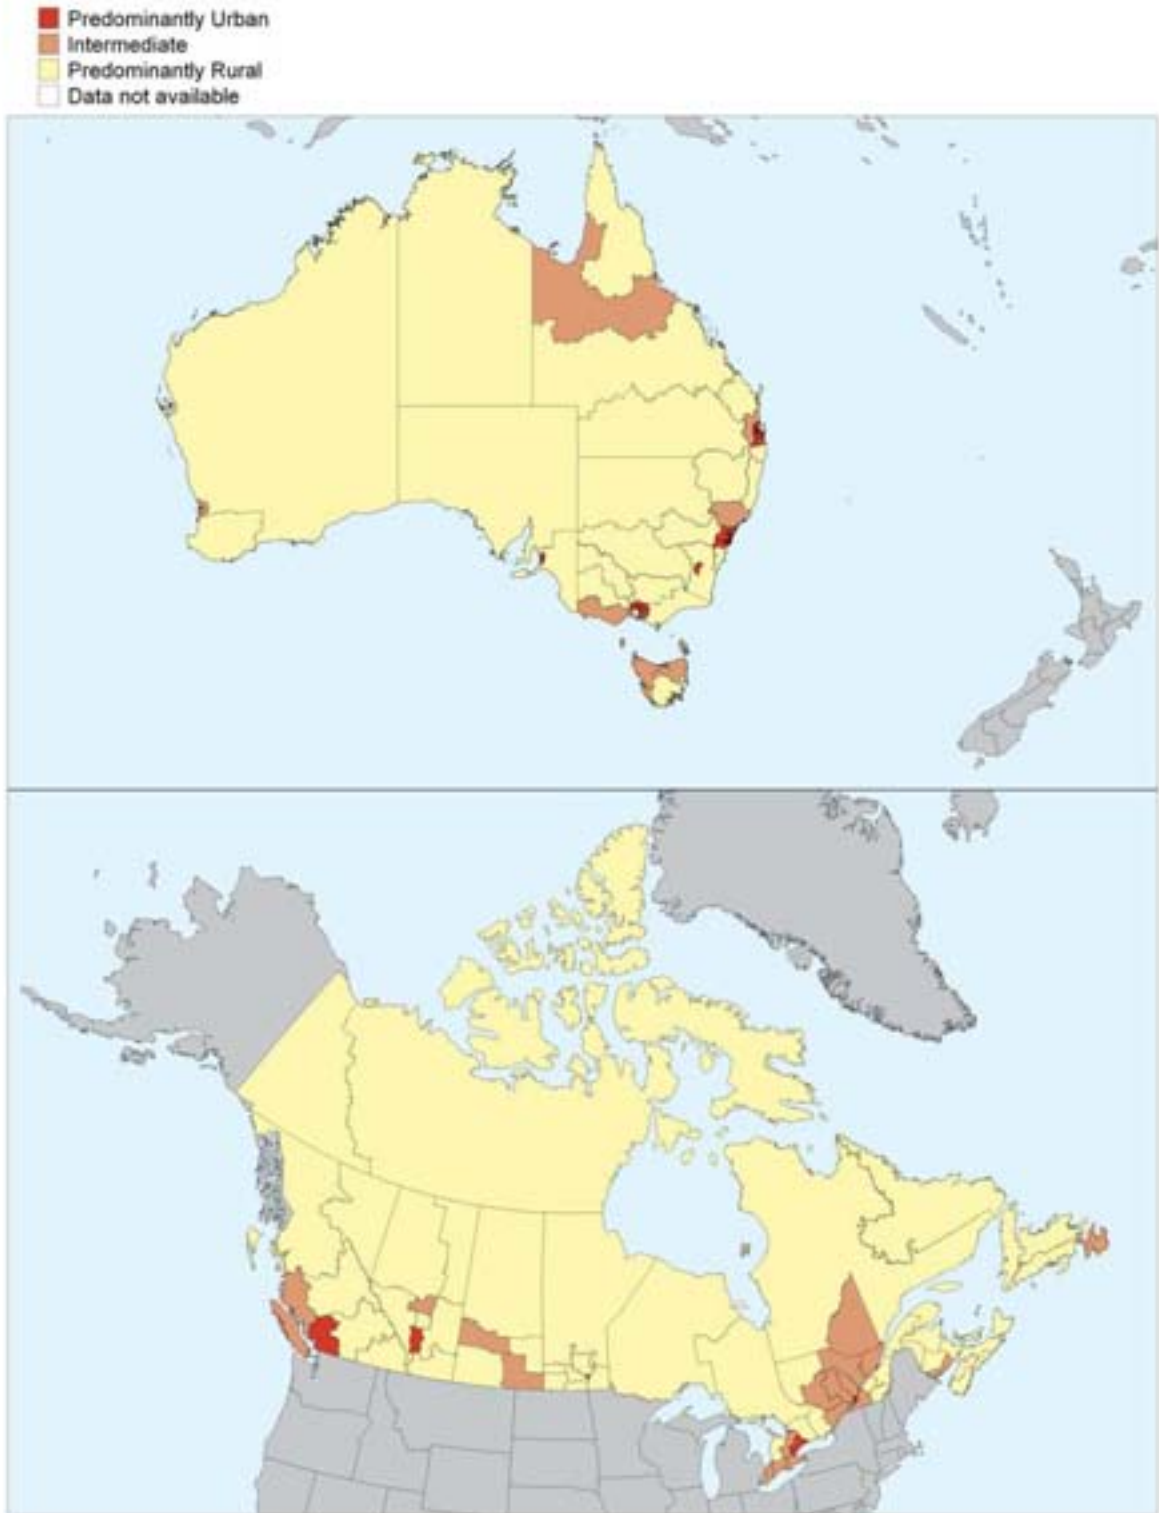 Predominantly Urban
Intermediate
Predominantly Rural
Data not available